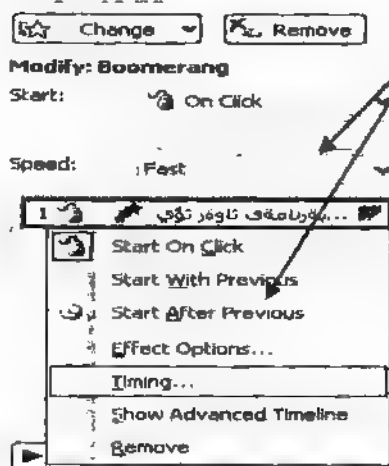 Change Remove
Modify: Boomerang
Start: On Click
Speed: Fast
1
Start On Click
Start With Previous
Start After Previous
Effect Options...
Timing...
Show Advanced Timeline
Remove